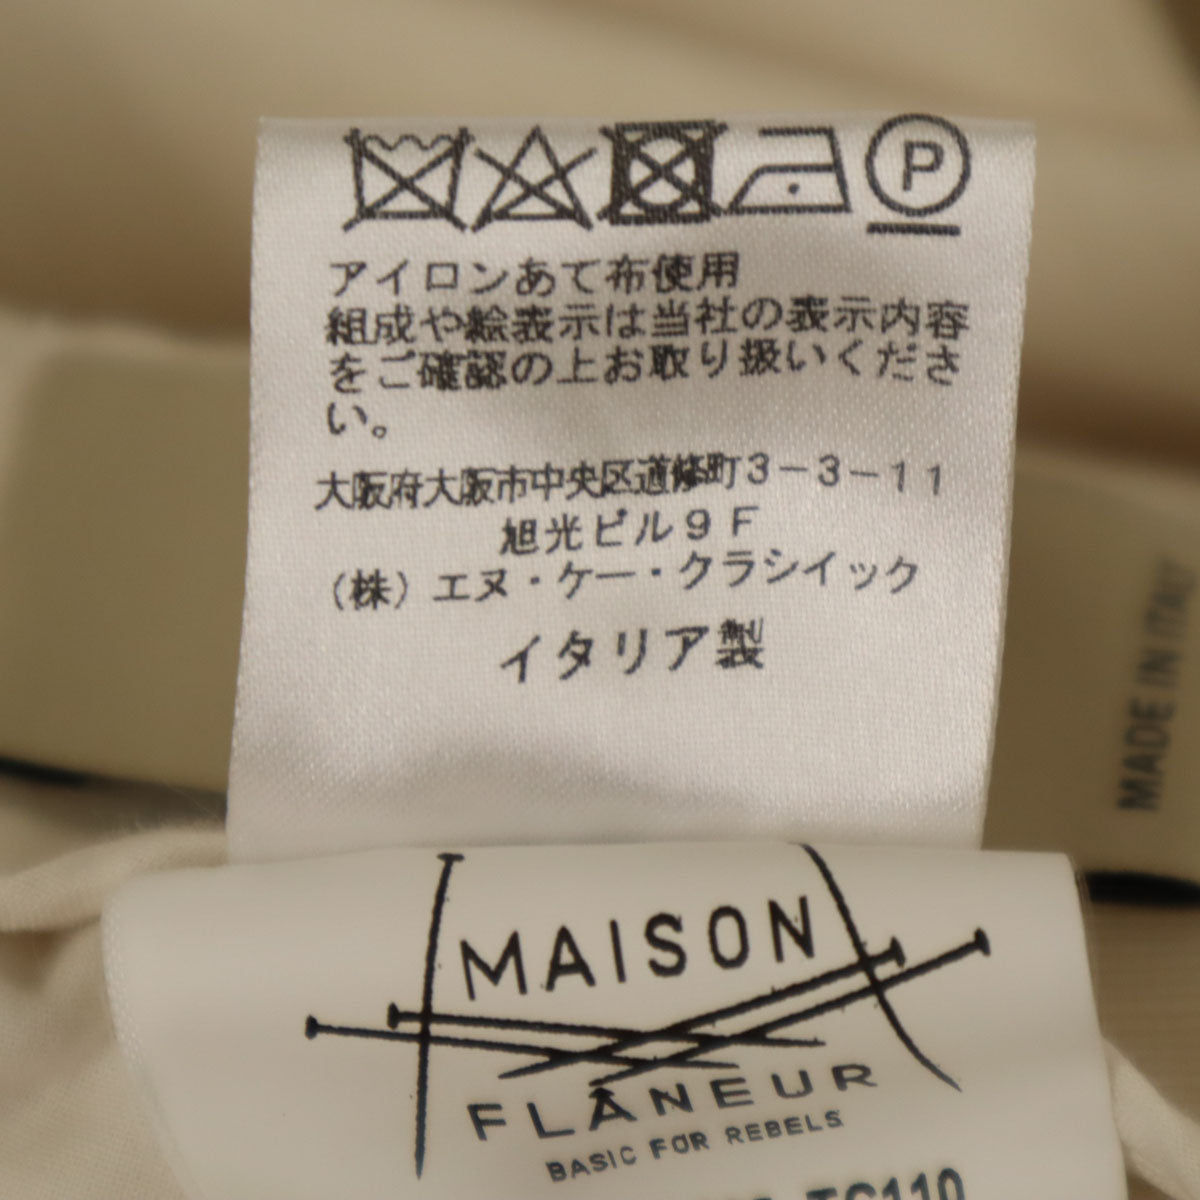 P
アイロンあて布使用
組成や絵表示は当社の表示内容
をご確認の上お取り扱いくださ
い。
大阪府大阪市中央区道修町3-3-11
旭光ビル9F
(株)エヌ・ケー・クラシイック
イタリア製
MADE IN ITALY
MAISON
FLÂNEUR
BASIC FOR REBELS
TC110